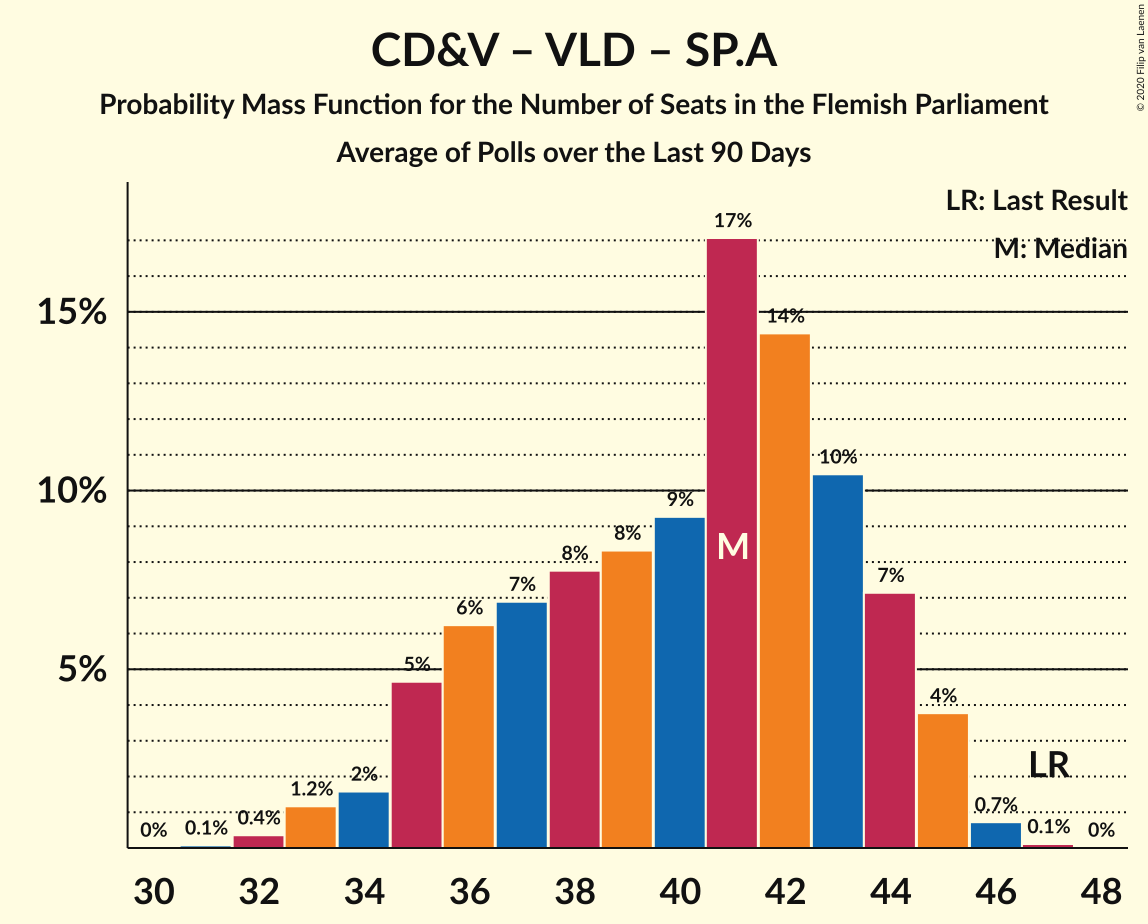 CD&V – VLD – SP.A
Probability Mass Function for the Number of Seats in the Flemish Parliament
Average of Polls over the Last 90 Days
© 2020 Filip van Laenen
LR: Last Result
M: Median
15%
10%
5%
0%
0.1%
0.4%
1.2%
2%
5%
6%
7%
8%
8%
9%
17%
14%
10%
7%
4%
0.7%
0.1%
0%
M
LR
30 32 34 36 38 40 42 44 46 48